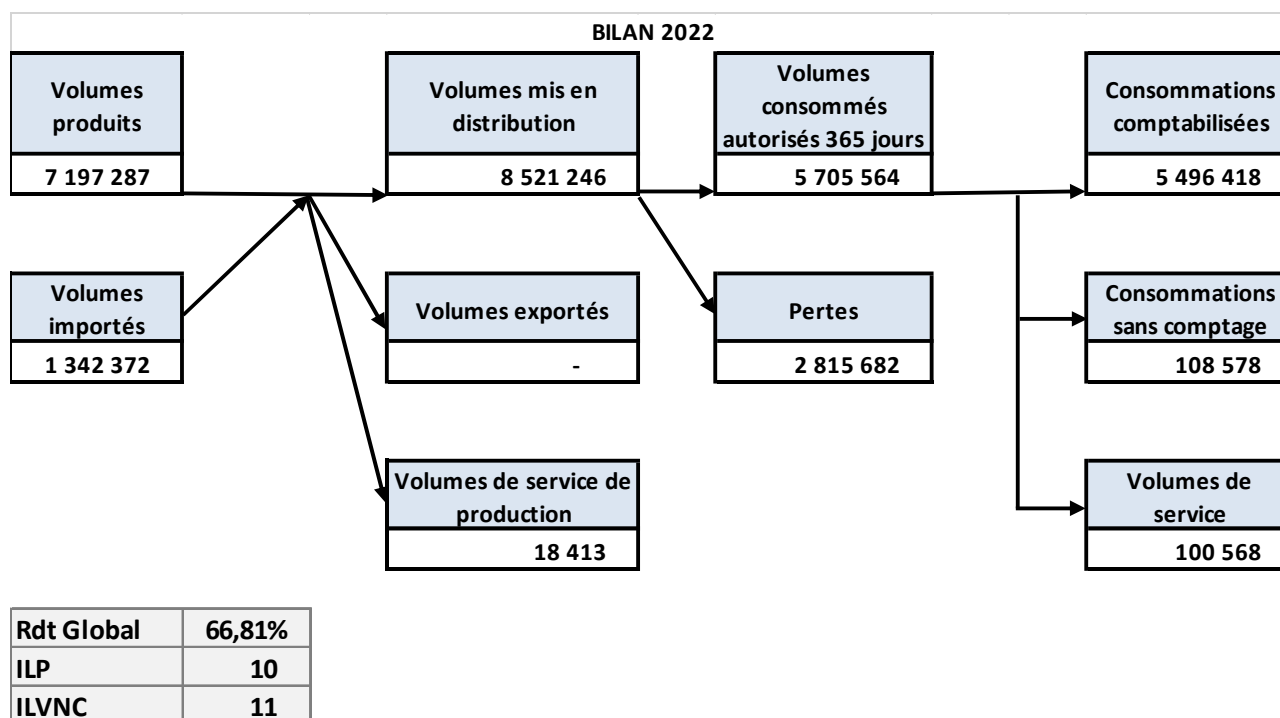 BILAN 2022
Volumes
produits
7 197 287
Volumes mis en
distribution
8 521 246
Volumes
consommés
autorisés 365 jours
5 705 564
Consommations
comptabilisées
5 496 418
Volumes
importés
1 342 372
Volumes exportés
-
Pertes
2 815 682
Consommations
sans comptage
108 578
Volumes de service de
production
18 413
Volumes de
service
100 568
Rdt Global 66,81%
ILP 10
ILVNC 11